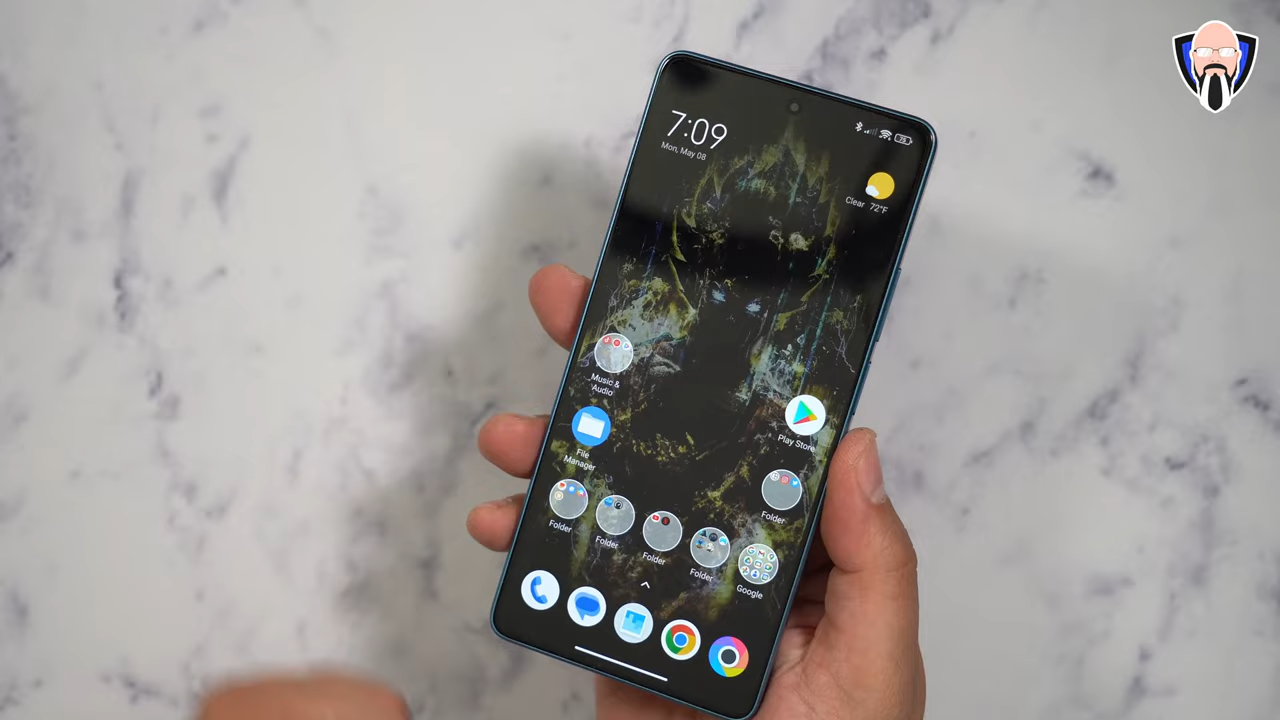 7:09
Mon, May 08
75
Clear 72°F
Music &
Audio
File
Manager
Play Store
Folder
Folder
Folder
Folder
Folder
Google